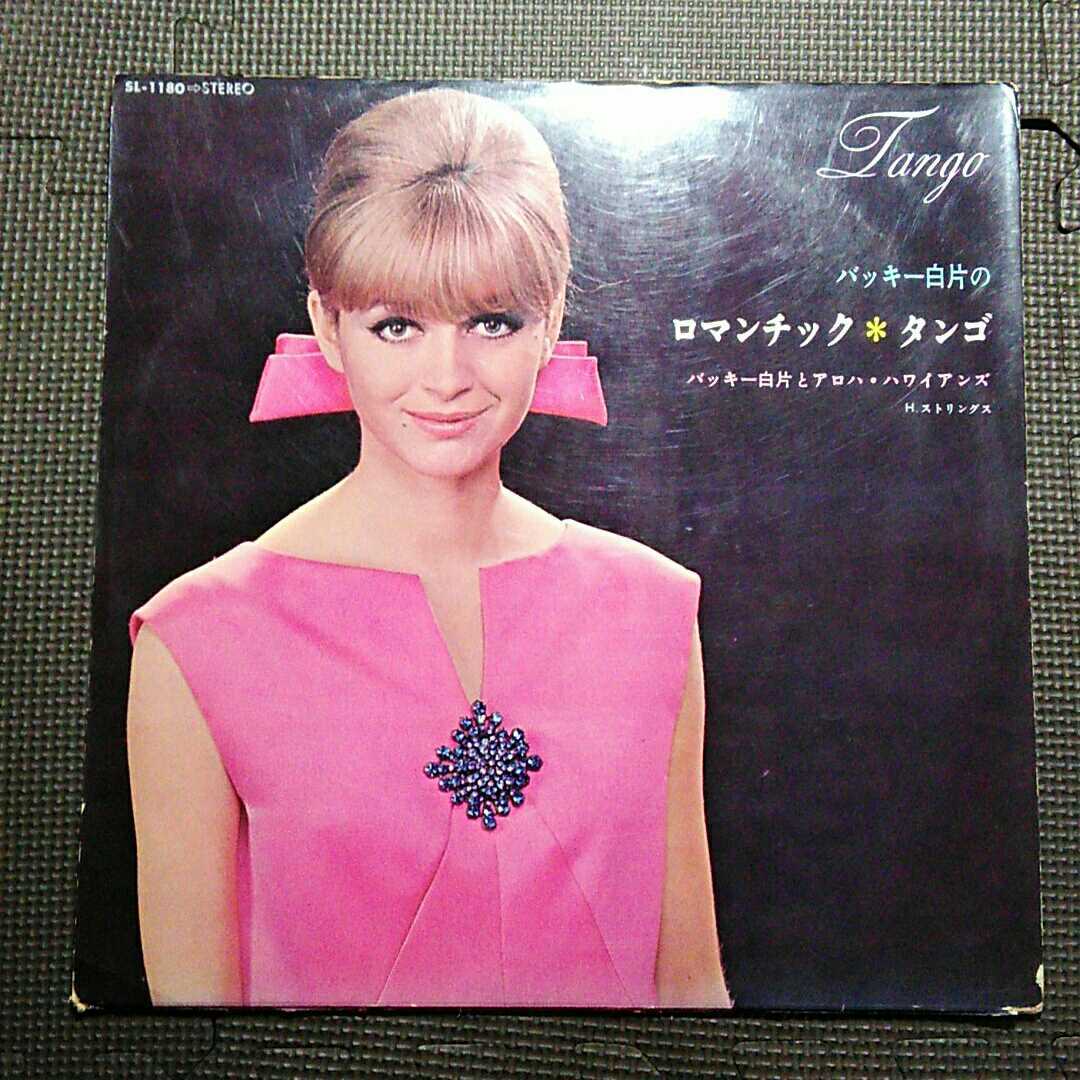 SL-1180⇨STEREO
Tango
バッキー白片の
ロマンチック＊タンゴ
バッキー白片とアロハ・ハワイアンズ
H.ストリングス